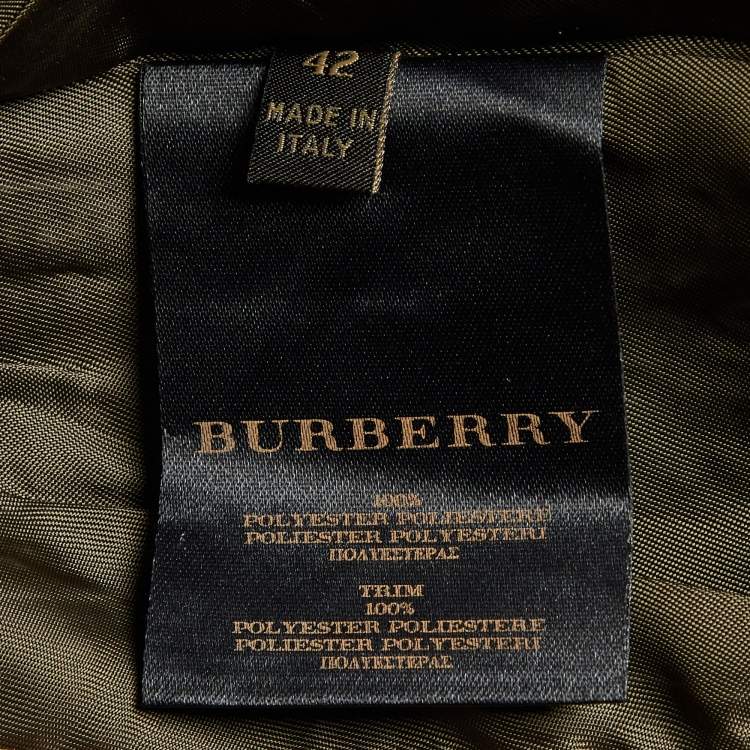 42
MADE IN
ITALY
BURBERRY
100%
POLYESTER POLIESTERE
POLIESTER POLYESTERI
ΠΟΛΥΕΣΤΕΡΑΣ
TRIM
100%
POLYESTER POLIESTERE
POLIESTER POLYESTERI
ΠΟΛΥΕΣΤΕΡΑΣ